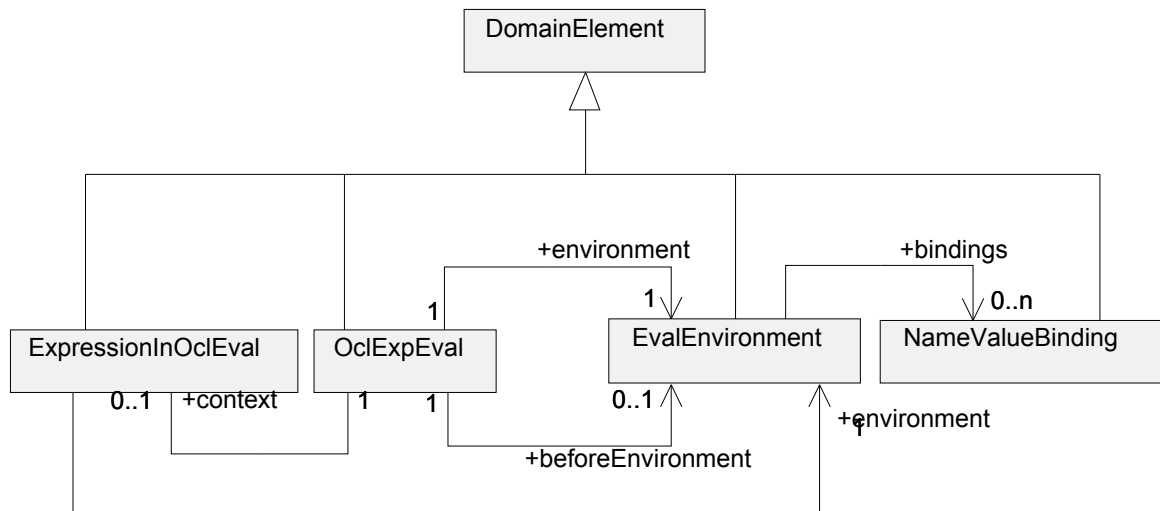 DomainElement
+environment
+bindings
1
1
0..n
ExpressionInOclEval
OclExpEval
EvalEnvironment
NameValueBinding
0..1
+context
1
1
0..1
+environment
1
+beforeEnvironment